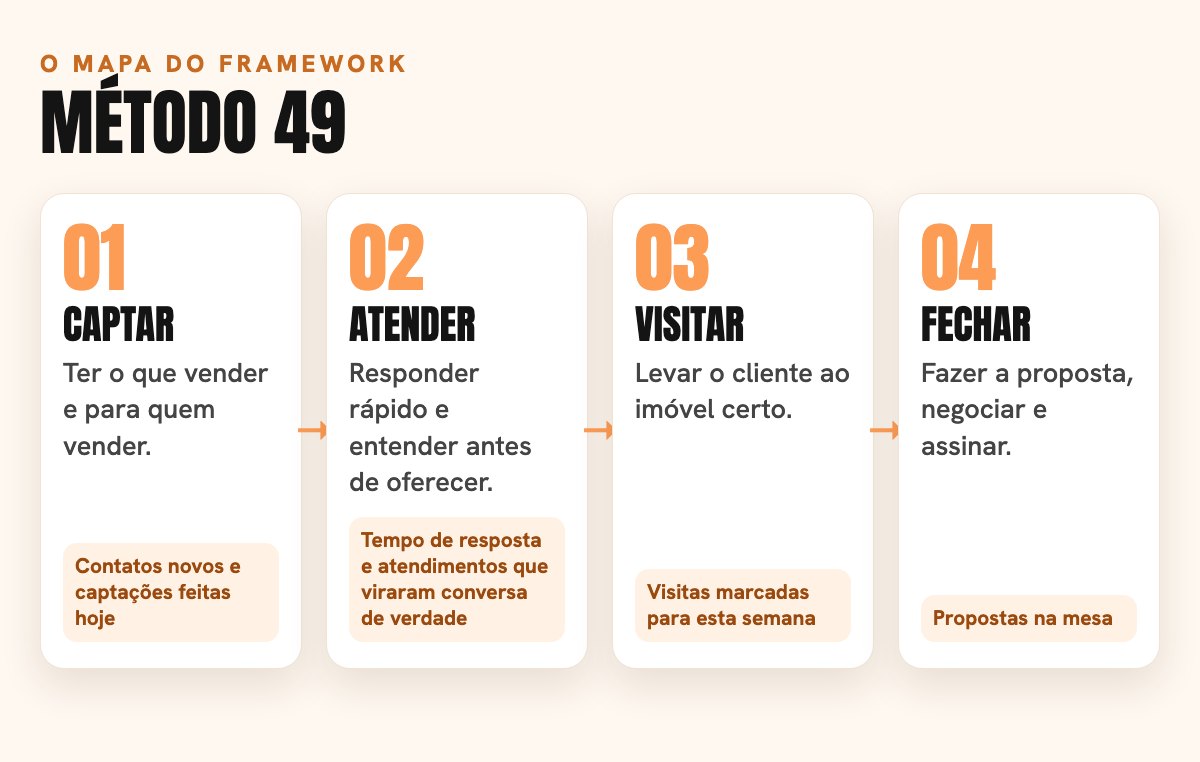 O MAPA DO FRAMEWORK
MÉTODO 49
01
CAPTAR
Ter o que vender
e para quem
vender.
Contatos novos e
captações feitas
hoje
02
ATENDER
Responder
rápido e
entender antes
de oferecer.
Tempo de resposta
e atendimentos que
viraram conversa
de verdade
03
VISITAR
Levar o cliente ao
imóvel certo.
Visitas marcadas
para esta semana
04
FECHAR
Fazer a proposta,
negociar e
assinar.
Propostas na mesa